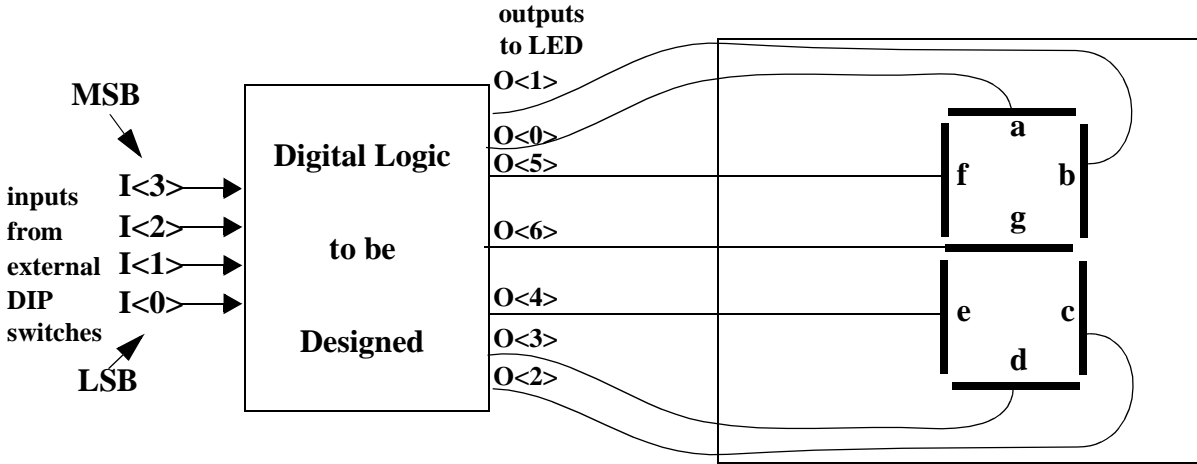 outputs
to LED
O<1>
MSB
O<0>
Digital Logic
O<5>
a
I<3>
inputs
f
b
I<2>
from
g
to be
O<6>
I<1>
external
I<0>
DIP
O<4>
e
c
switches
Designed
O<3>
d
LSB
O<2>